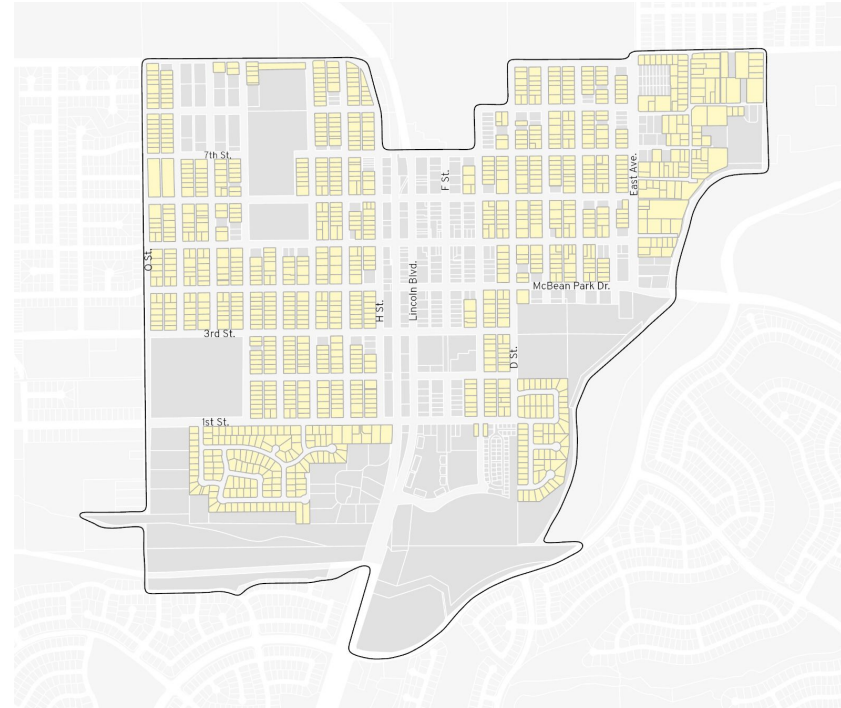 7th St.
F St.
East Ave.
O St.
Lincoln Blvd.
McBean Park Dr.
H St.
3rd St.
D St.
1st St.